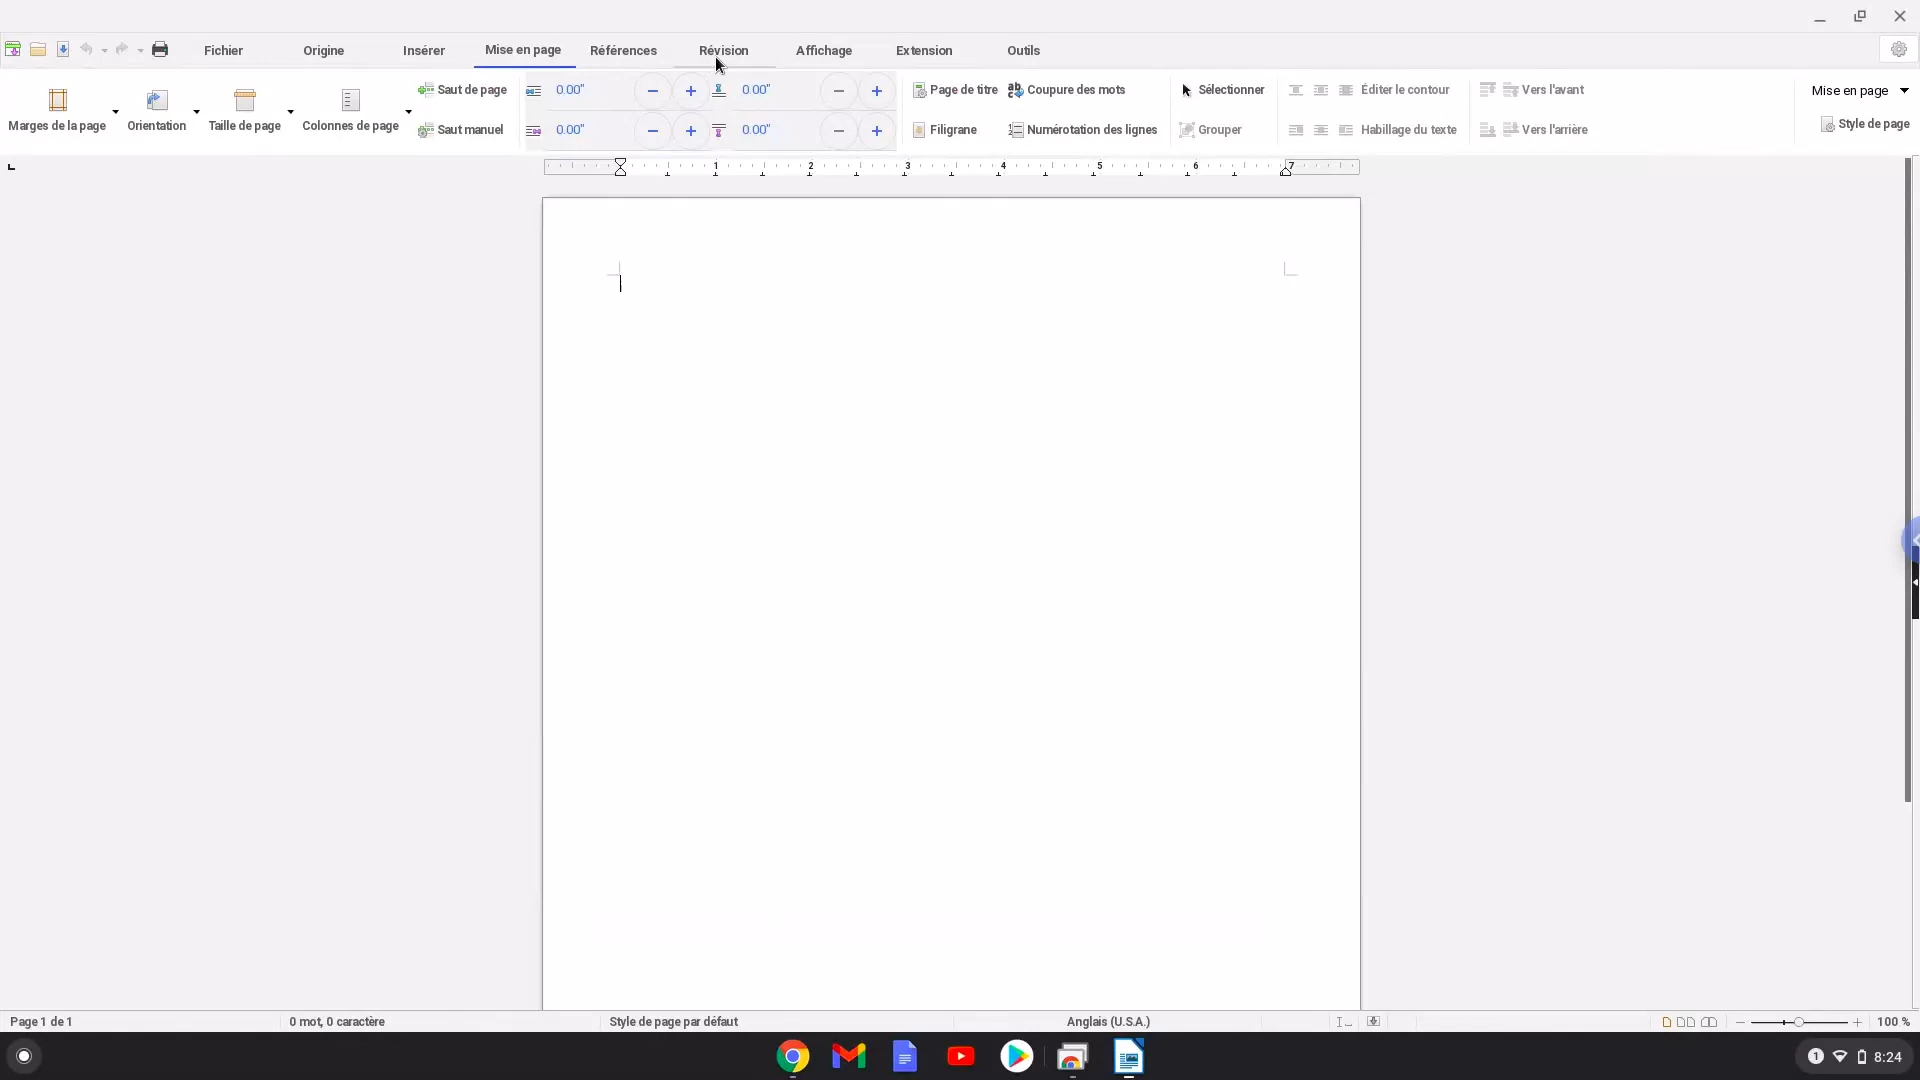 Fichier Origine Insérer Mise en page Références Révision Affichage Extension Outils
Saut de page 0.00" 0.00" Page de titre Coupure des mots Sélectionner Éditer le contour Vers l'avant Mise en page
Marges de la page Orientation Taille de page Colonnes de page
Saut manuel 0.00" 0.00" Filigrane Numérotation des lignes Grouper Habillage du texte Vers l'arrière Style de page
1 2 3 4 5 6 7
Page 1 de 1 0 mot, 0 caractère Style de page par défaut Anglais (U.S.A.) 100 %
1 8:24